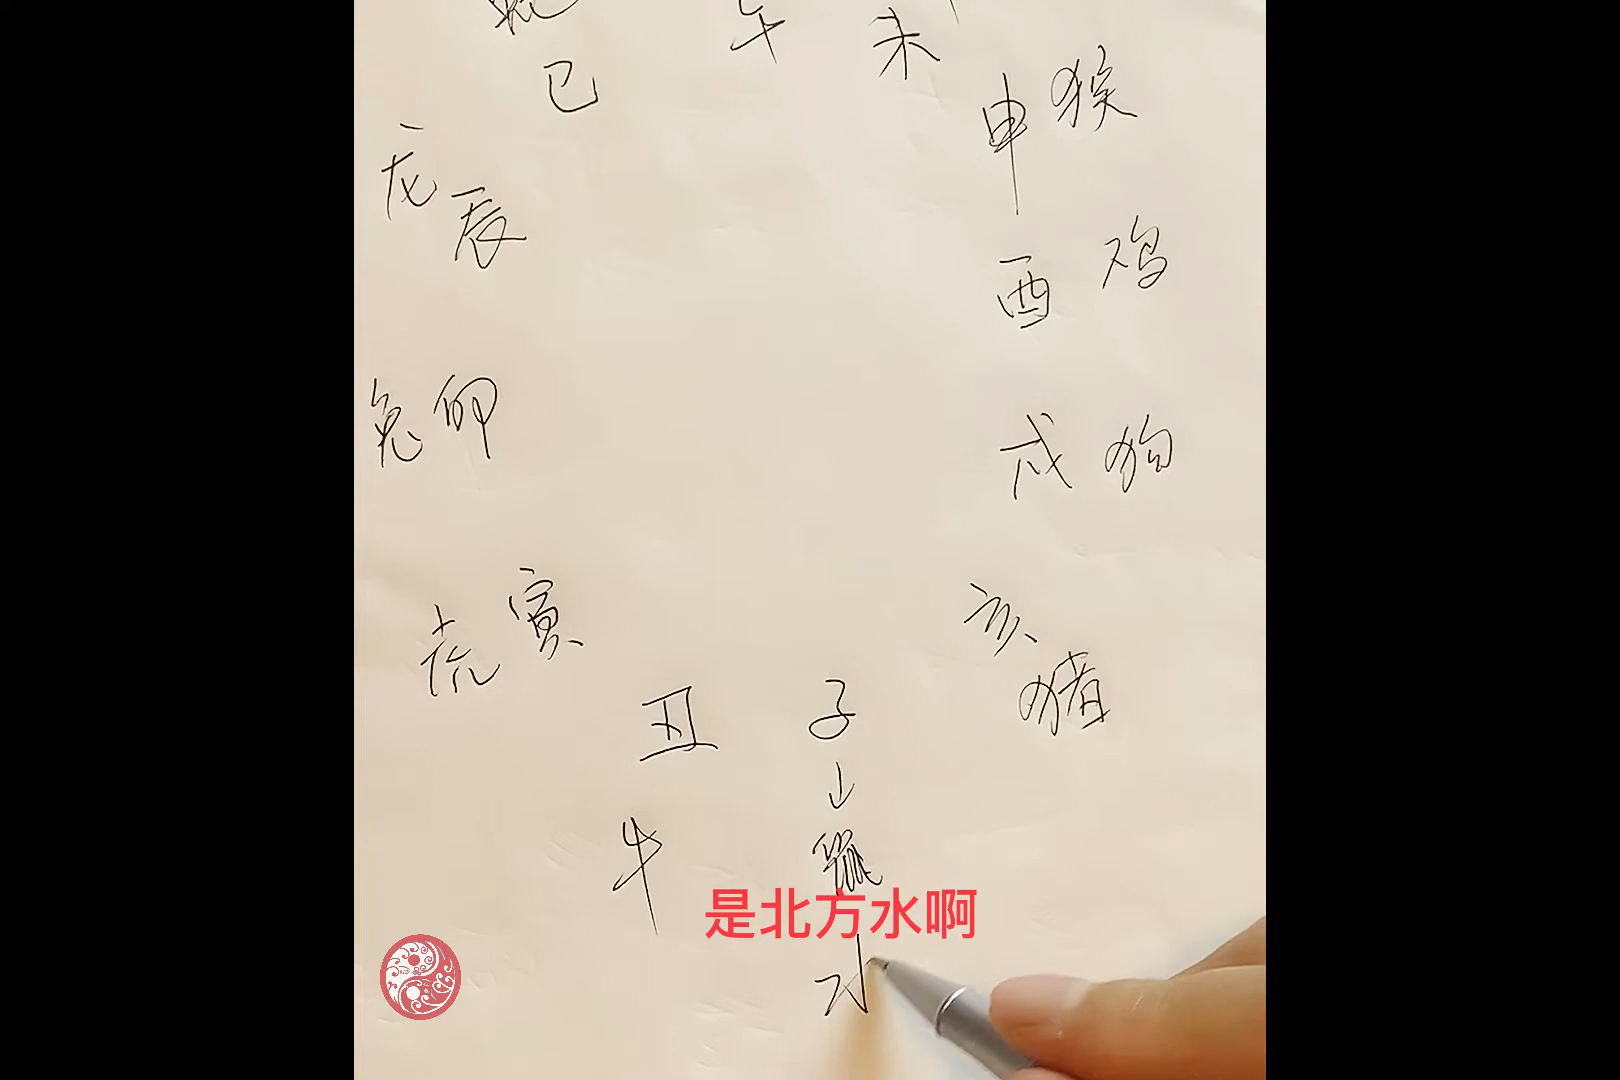 午
未
巳
申
猴
龙
辰
酉
鸡
兔
卯
戌
狗
虎
寅
亥
猪
丑
子
牛
鼠
是北方水啊
水